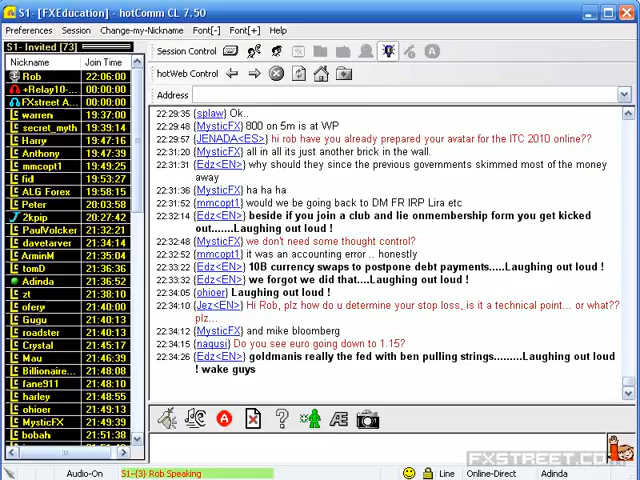 S1- [FXEducation] - hotComm CL 7.50
Preferences Session Change-my-Nickname Font[-] Font[+] Help
S1- Invited [73]
Session Control
Nickname Join Time
Rob 22:06:00
+Relay10-... 00:00:00
FXstreet A... 00:00:00
warren 19:37:00
secret_myth 19:39:14
Harry 19:47:16
Anthony 19:47:39
mmcopt1 19:47:51
fid 19:53:27
ALG Forex 19:58:15
Peter 20:03:58
2kpip 20:27:42
PaulVolcker 21:32:21
davetarver 21:34:14
ArminM 21:35:04
tomD 21:36:36
Adinda 21:36:52
zt 21:38:10
ofery 21:40:13
Gugu 21:40:13
roadster 21:40:13
Crystal 21:45:17
Mau 21:46:39
Billionaire... 21:48:08
fane911 21:48:10
harley 21:48:55
ohioer 21:49:13
MysticFX 21:50:41
bobah 21:51:38
hotWeb Control
Address
22:29:35 {splaw} Ok..
22:29:48 {MysticFX} 800 on 5m is at WP
22:29:57 {JENADA<ES>} hi rob have you already prepared your avatar for the ITC 2010 online??
22:31:20 {MysticFX} all in all its just another brick in the wall.
22:31:31 {Edz<EN>} why should they since the previous governments skimmed most of the money
away
22:31:36 {MysticFX} ha ha ha
22:31:40 {mmcopt1} would we be going back to DM FR IRP Lira etc
22:32:14 {Edz<EN>} beside if you join a club and lie onmembership form you get kicked
out.......Laughing out loud !
22:32:48 {MysticFX} we don't need some thought control?
22:32:52 {mmcopt1} it was an accounting error .. honestly
22:33:22 {Edz<EN>} 10B currency swaps to postpone debt payments.....Laughing out loud !
22:33:32 {Edz<EN>} we forgot we did that....Laughing out loud !
22:34:05 {ohioer} Laughing out loud !
22:34:10 {Jez<EN>} Hi Rob, plz how do u determine your stop loss, is it a technical point... or what??
plz...
22:34:12 {MysticFX} and mike bloomberg
22:34:15 {naqusi} Do you see euro going down to 1.15?
22:34:26 {Edz<EN>} goldmanis really the fed with ben pulling strings.........Laughing out loud
! wake guys
FXSTREET.COM
Audio-On S1-{3} Rob Speaking Line Online-Direct Adinda